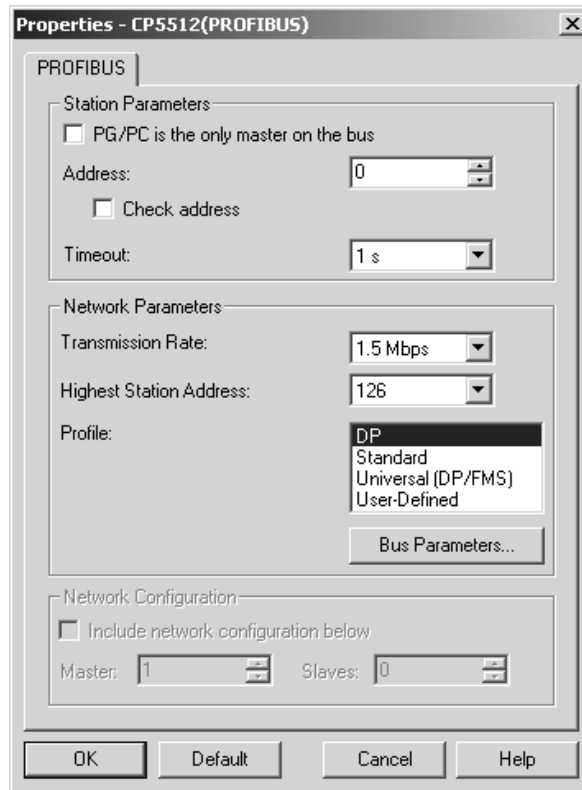 Properties - CP5512(PROFIBUS)
PROFIBUS
Station Parameters
PG/PC is the only master on the bus
Address: 0
Check address
Timeout: 1 s
Network Parameters
Transmission Rate: 1.5 Mbps
Highest Station Address: 126
Profile: DP
Standard
Universal (DP/FMS)
User-Defined
Bus Parameters...
Network Configuration
Include network configuration below
Master: 1 Slaves: 0
OK Default Cancel Help